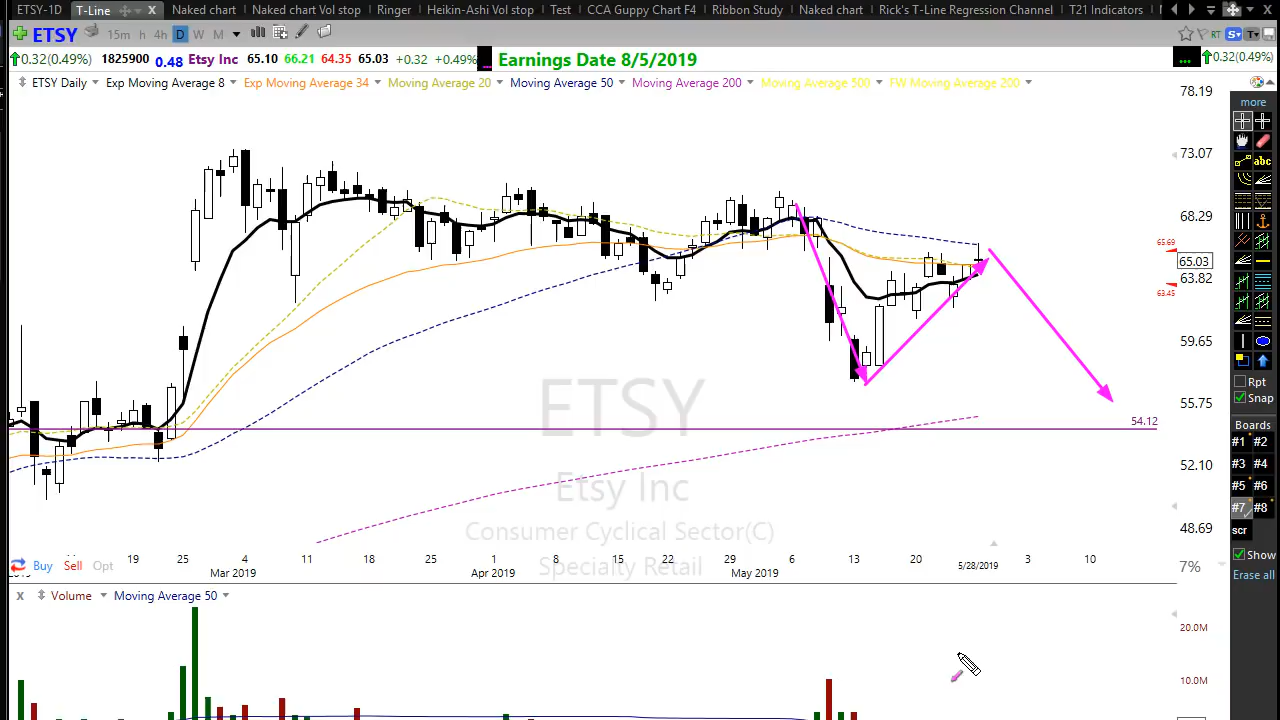 ETSY-1D T-Line X Naked chart Naked chart Vol stop Ringer Heikin-Ashi Vol stop Test CCA Guppy Chart F4 Ribbon Study Naked chart Rick's T-Line Regression Channel T21 Indicators
ETSY 15m h 4h D W M RT S T
0.32(0.49%) 1825900 0.48 Etsy Inc 65.10 66.21 64.35 65.03 +0.32 +0.49% ... Earnings Date 8/5/2019 ... 0.32(0.49%)
ETSY Daily Exp Moving Average 8 Exp Moving Average 34 Moving Average 20 Moving Average 50 Moving Average 200 Moving Average 500 FW Moving Average 200
78.19
more
abc
73.07
68.29
65.69
65.03
63.82
63.45
59.65
55.75
54.12
52.10
48.69
7%
Rpt
Snap
Boards
#1 #2
#3 #4
#5 #6
#7 #8
scr
Show
Erase all
ETSY
Etsy Inc
Consumer Cyclical Sector(C)
Specialty Retail
19 25 4 11 18 25 1 8 15 22 29 6 13 20 5/28/2019 3 10
Mar 2019 Apr 2019 May 2019
Buy Sell Opt
x Volume Moving Average 50
20.0M
10.0M